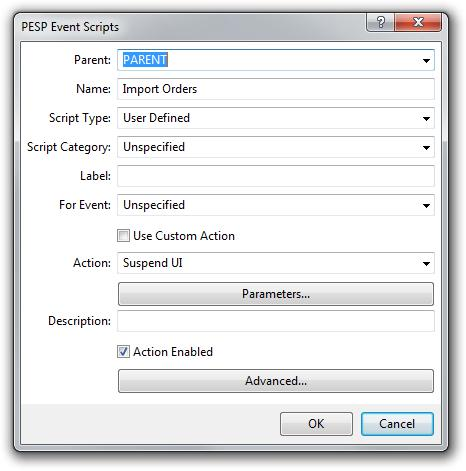 PESP Event Scripts
Parent: PARENT
Name: Import Orders
Script Type: User Defined
Script Category: Unspecified
Label:
For Event: Unspecified
Use Custom Action
Action: Suspend UI
Parameters...
Description:
Action Enabled
Advanced...
OK Cancel